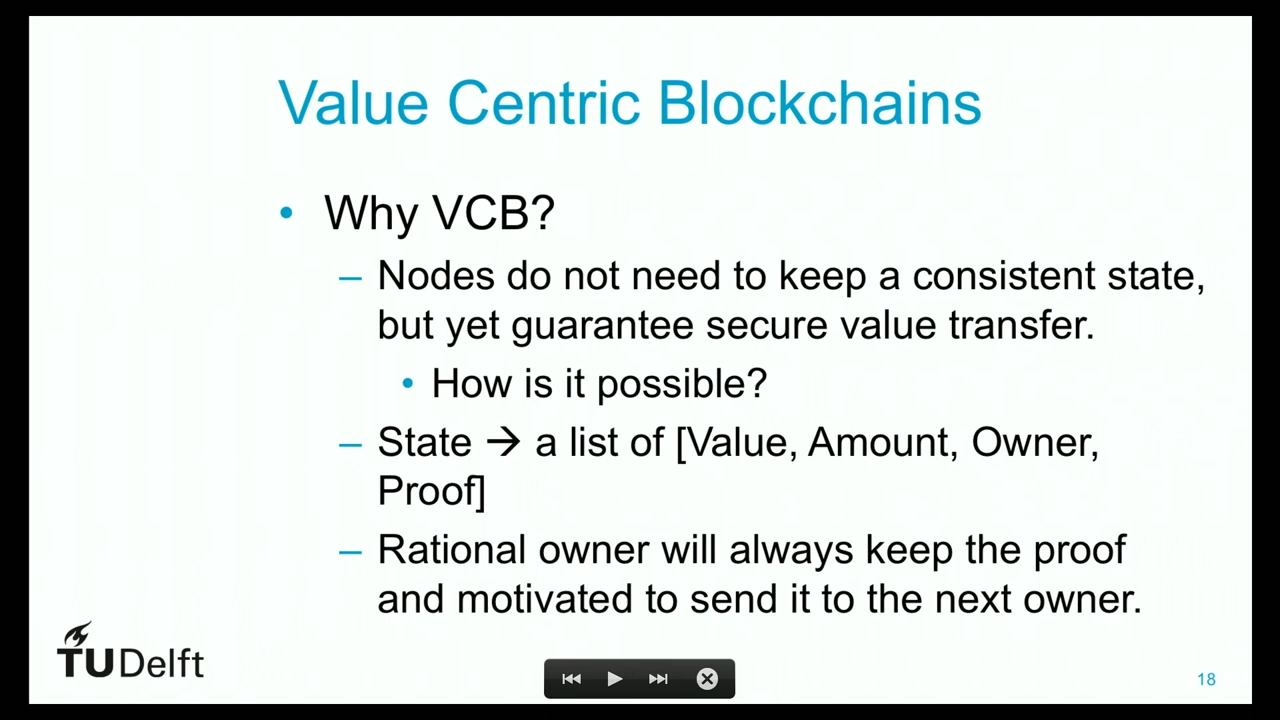 Value Centric Blockchains
• Why VCB?
– Nodes do not need to keep a consistent state,
but yet guarantee secure value transfer.
• How is it possible?
– State → a list of [Value, Amount, Owner,
Proof]
– Rational owner will always keep the proof
and motivated to send it to the next owner.
TUDelft
18